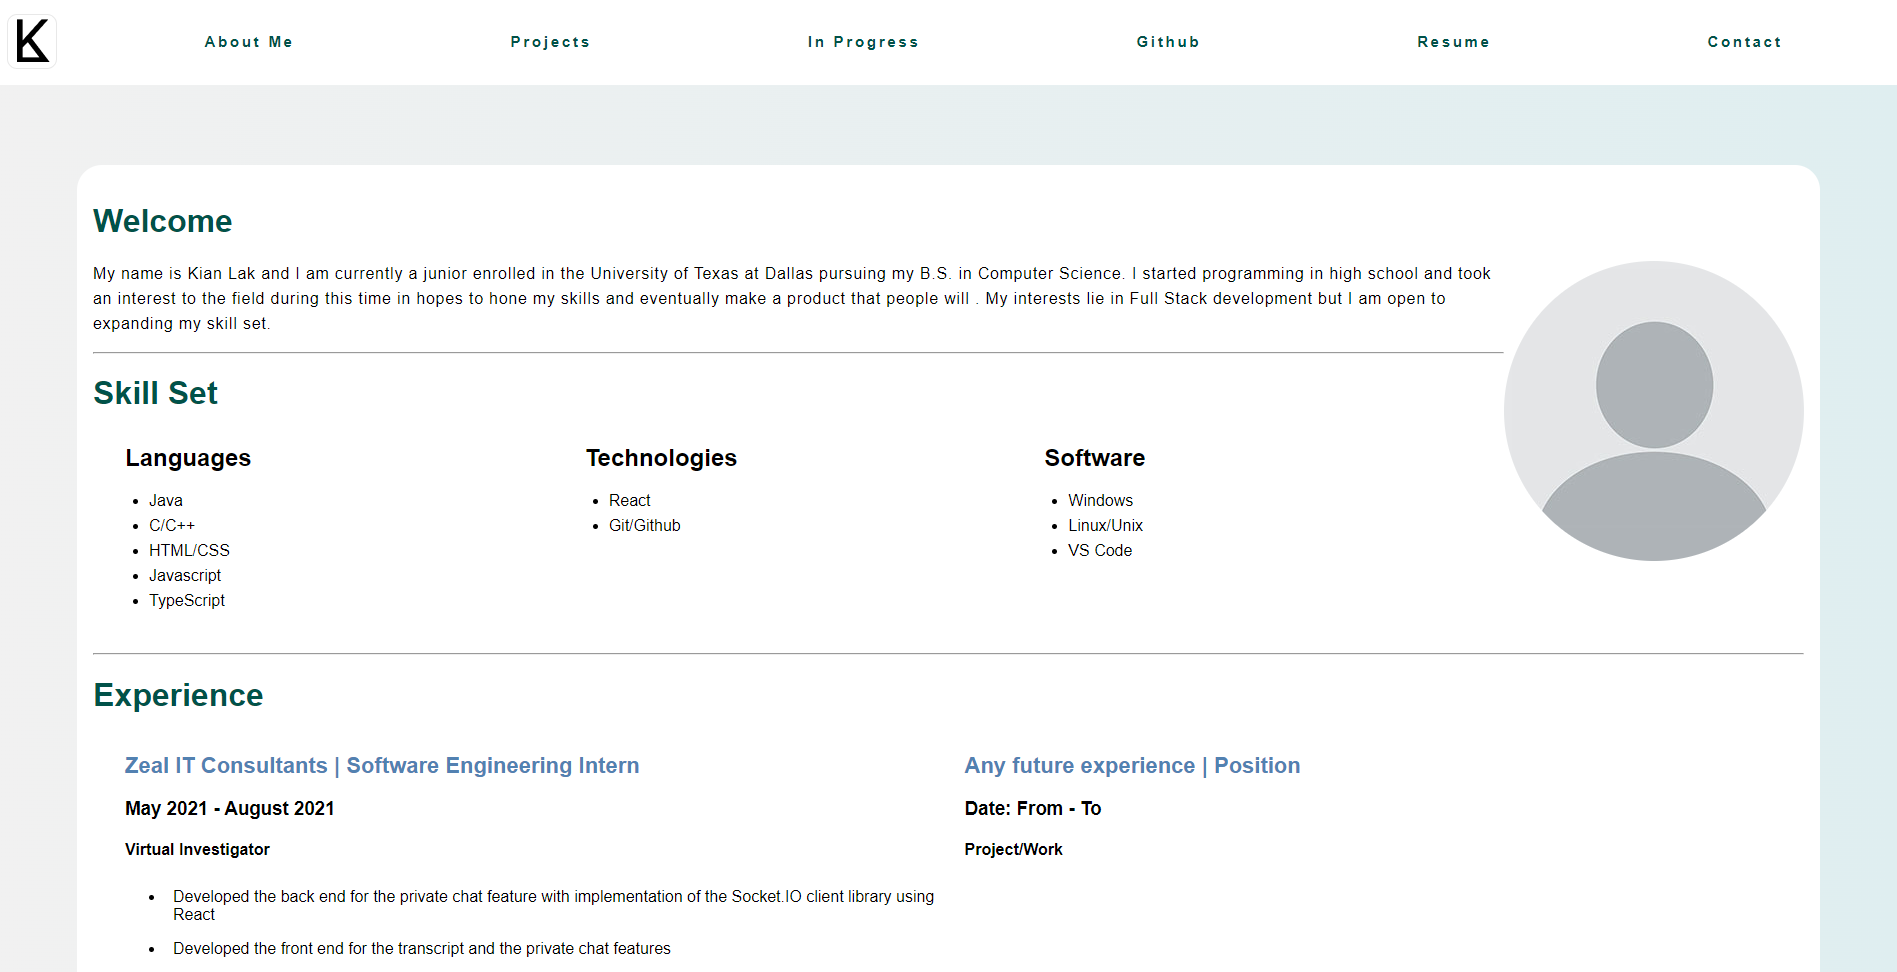 About Me Projects In Progress Github Resume Contact
Welcome
My name is Kian Lak and I am currently a junior enrolled in the University of Texas at Dallas pursuing my B.S. in Computer Science. I started programming in high school and took
an interest to the field during this time in hopes to hone my skills and eventually make a product that people will . My interests lie in Full Stack development but I am open to
expanding my skill set.
Skill Set
Languages
• Java
• C/C++
• HTML/CSS
• Javascript
• TypeScript
Technologies
• React
• Git/Github
Software
• Windows
• Linux/Unix
• VS Code
Experience
Zeal IT Consultants | Software Engineering Intern
May 2021 - August 2021
Virtual Investigator
• Developed the back end for the private chat feature with implementation of the Socket.IO client library using
React
• Developed the front end for the transcript and the private chat features
Any future experience | Position
Date: From - To
Project/Work